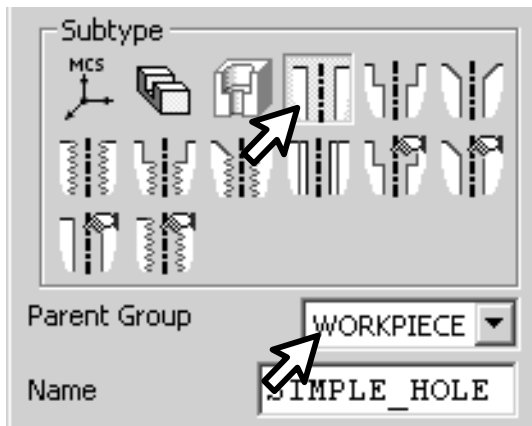 Subtype
MCS
Parent Group
WORKPIECE
Name
SIMPLE_HOLE